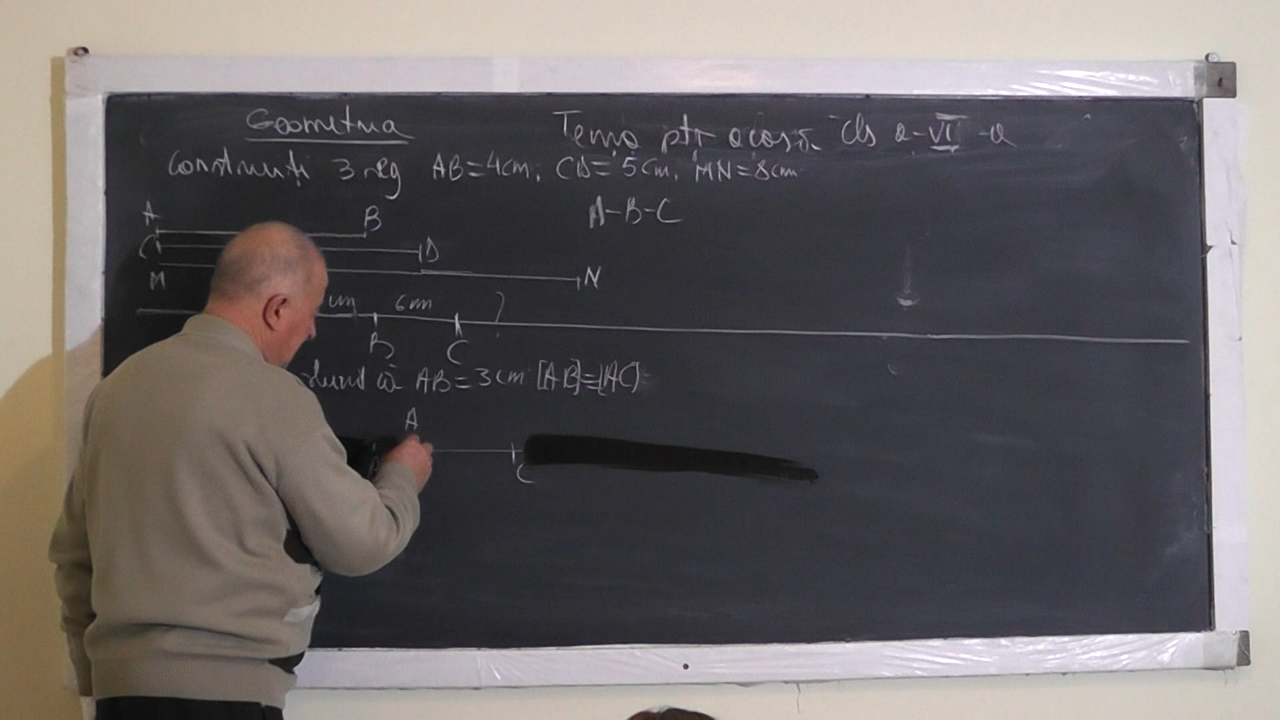 Geometria
Tema ptr acasă cls a-VI-a
Construiți 3 seg AB=4cm; CD=5cm; MN=8cm
A-B-C
A B
C D
M N
6cm ?
B C
AB=3cm [AB]≡[AC]
A
C